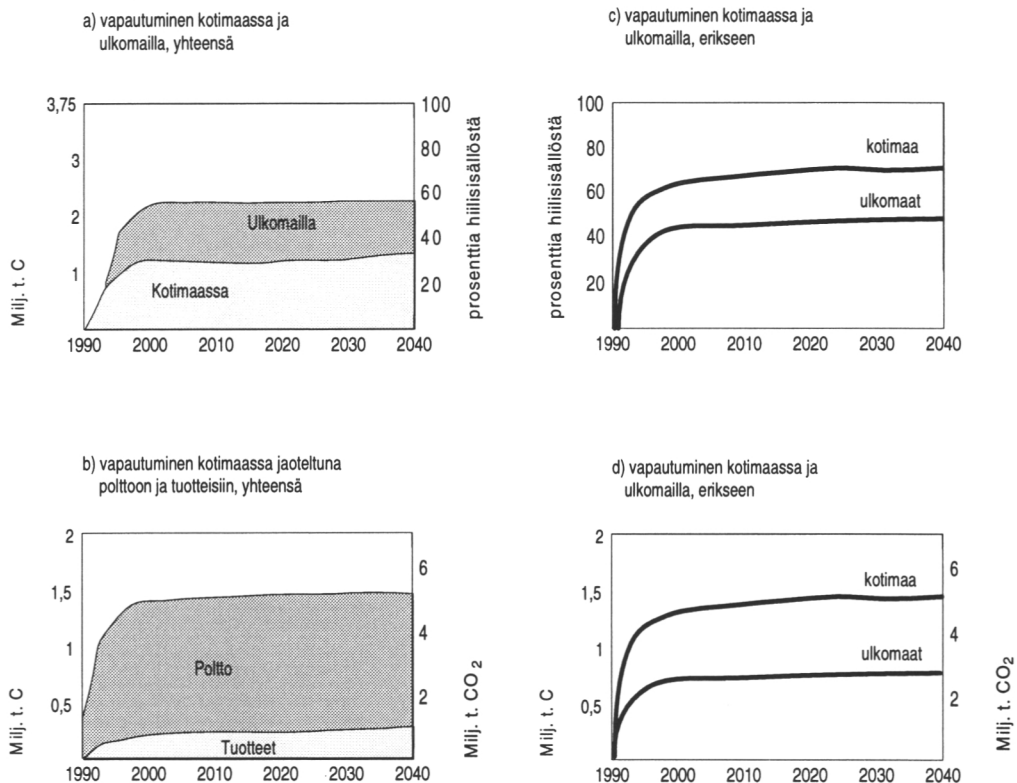 a) vapautuminen kotimaassa ja
ulkomailla, yhteensä
3,75
3
2
1
Milj. t. C
100
80
60
40
20
prosenttia hiilisisällöstä
Ulkomailla
Kotimaassa
1990 2000 2010 2020 2030 2040
c) vapautuminen kotimaassa ja
ulkomailla, erikseen
100
80
60
40
20
prosenttia hiilisisällöstä
kotimaa
ulkomaat
1990 2000 2010 2020 2030 2040
b) vapautuminen kotimaassa jaoteltuna
polttoon ja tuotteisiin, yhteensä
2
1,5
1
0,5
Milj. t. C
6
4
2
Milj. t. CO₂
Poltto
Tuotteet
1990 2000 2010 2020 2030 2040
d) vapautuminen kotimaassa ja
ulkomailla, erikseen
2
1,5
1
0,5
Milj. t. C
6
4
2
Milj. t. CO₂
kotimaa
ulkomaat
1990 2000 2010 2020 2030 2040